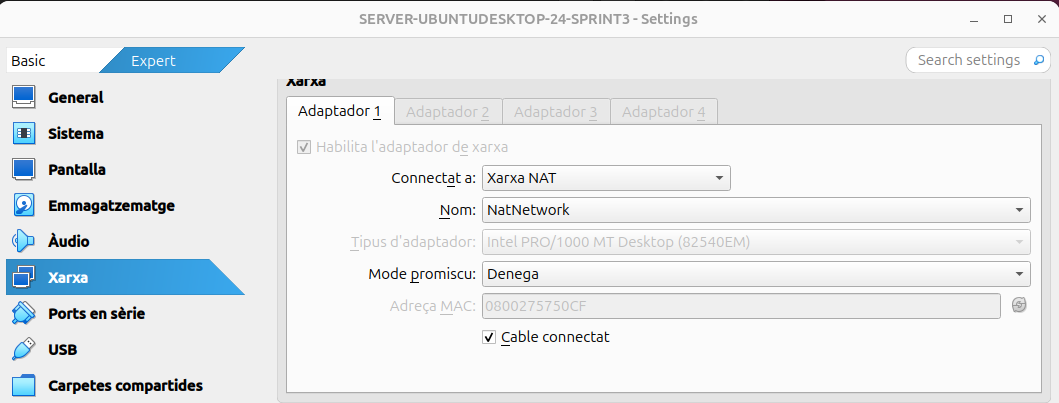 SERVER-UBUNTUDESKTOP-24-SPRINT3 - Settings
Basic Expert Search settings
General
Sistema
Pantalla
Emmagatzematge
Àudio
Xarxa
Ports en sèrie
USB
Carpetes compartides
Xarxa
Adaptador 1 Adaptador 2 Adaptador 3 Adaptador 4
Habilita l'adaptador de xarxa
Connectat a: Xarxa NAT
Nom: NatNetwork
Tipus d'adaptador: Intel PRO/1000 MT Desktop (82540EM)
Mode promiscu: Denega
Adreça MAC: 0800275750CF
Cable connectat